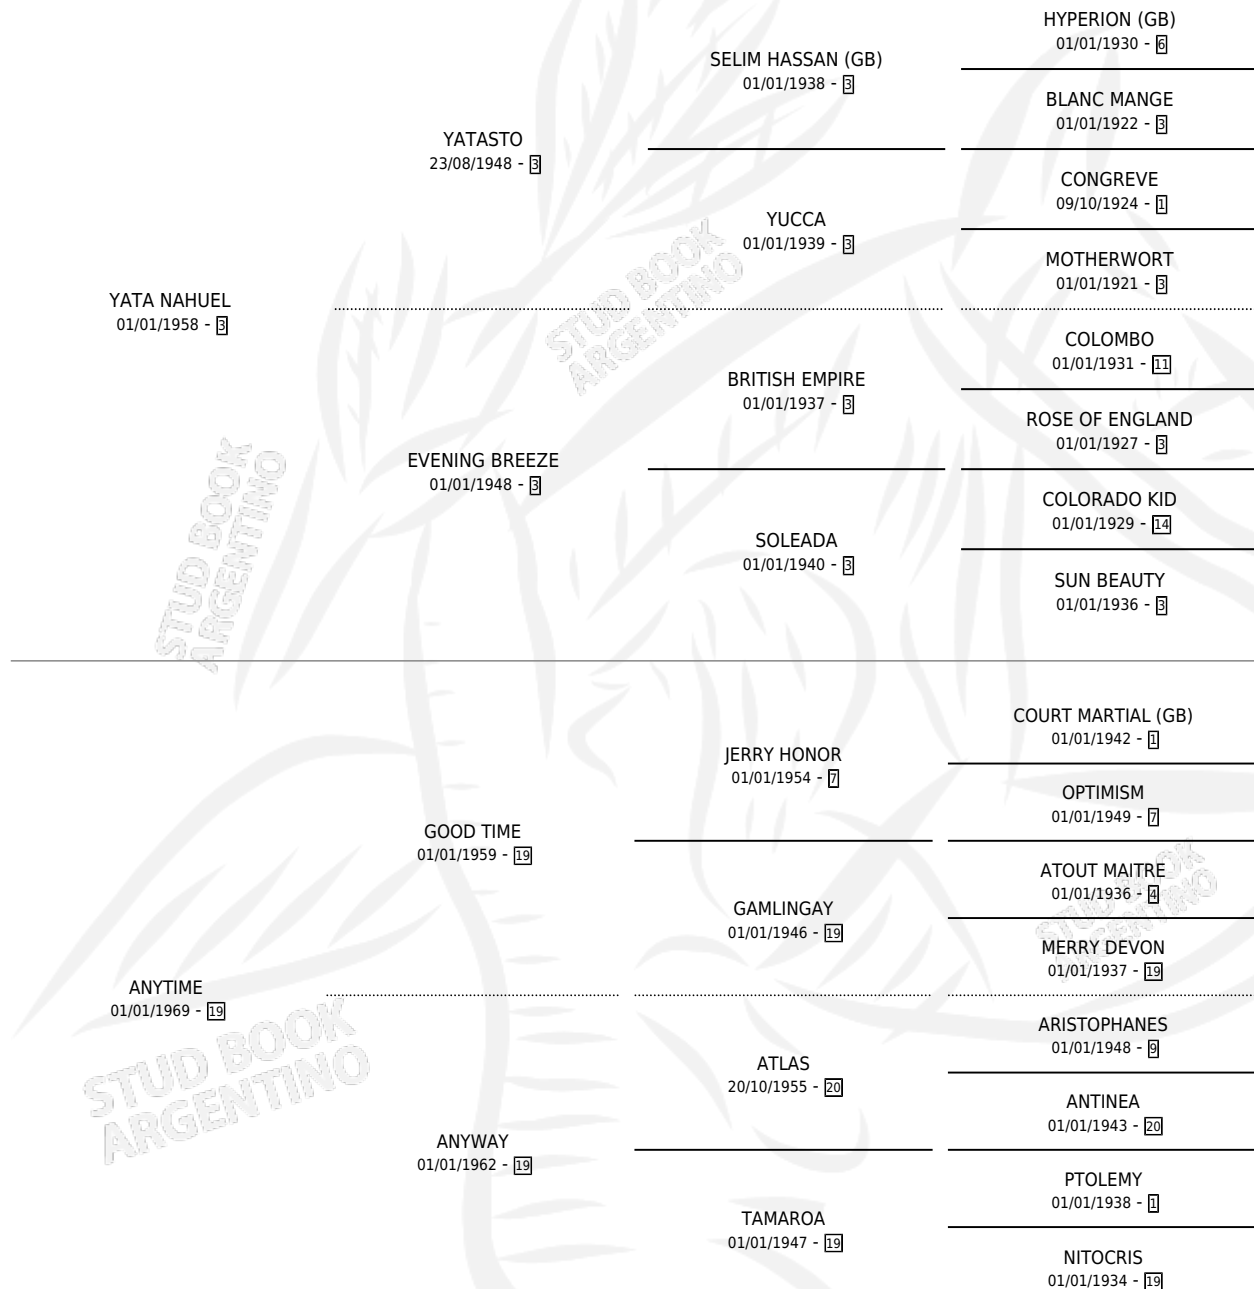 HYPERION (GB)
01/01/1930 - 6
SELIM HASSAN (GB)
01/01/1938 - 3
BLANC MANGE
01/01/1922 - 3
YATASTO
23/08/1948 - 3
CONGREVE
09/10/1924 - 1
YUCCA
01/01/1939 - 3
MOTHERWORT
01/01/1921 - 3
YATA NAHUEL
01/01/1958 - 3
COLOMBO
01/01/1931 - 11
BRITISH EMPIRE
01/01/1937 - 3
ROSE OF ENGLAND
01/01/1927 - 3
EVENING BREEZE
01/01/1948 - 3
COLORADO KID
01/01/1929 - 14
SOLEADA
01/01/1940 - 3
SUN BEAUTY
01/01/1936 - 3
COURT MARTIAL (GB)
01/01/1942 - 1
JERRY HONOR
01/01/1954 - 7
OPTIMISM
01/01/1949 - 7
GOOD TIME
01/01/1959 - 19
ATOUT MAITRE
01/01/1936 - 4
GAMLINGAY
01/01/1946 - 19
MERRY DEVON
01/01/1937 - 19
ANYTIME
01/01/1969 - 19
ARISTOPHANES
01/01/1948 - 9
ATLAS
20/10/1955 - 20
ANTINEA
01/01/1943 - 20
ANYWAY
01/01/1962 - 19
PTOLEMY
01/01/1938 - 1
TAMAROA
01/01/1947 - 19
NITOCRIS
01/01/1934 - 19
STUD BOOK
ARGENTINO
STUD BOOK
ARGENTINO
STUD BOOK
ARGENTINO
STUD BOOK
ARGENTINO